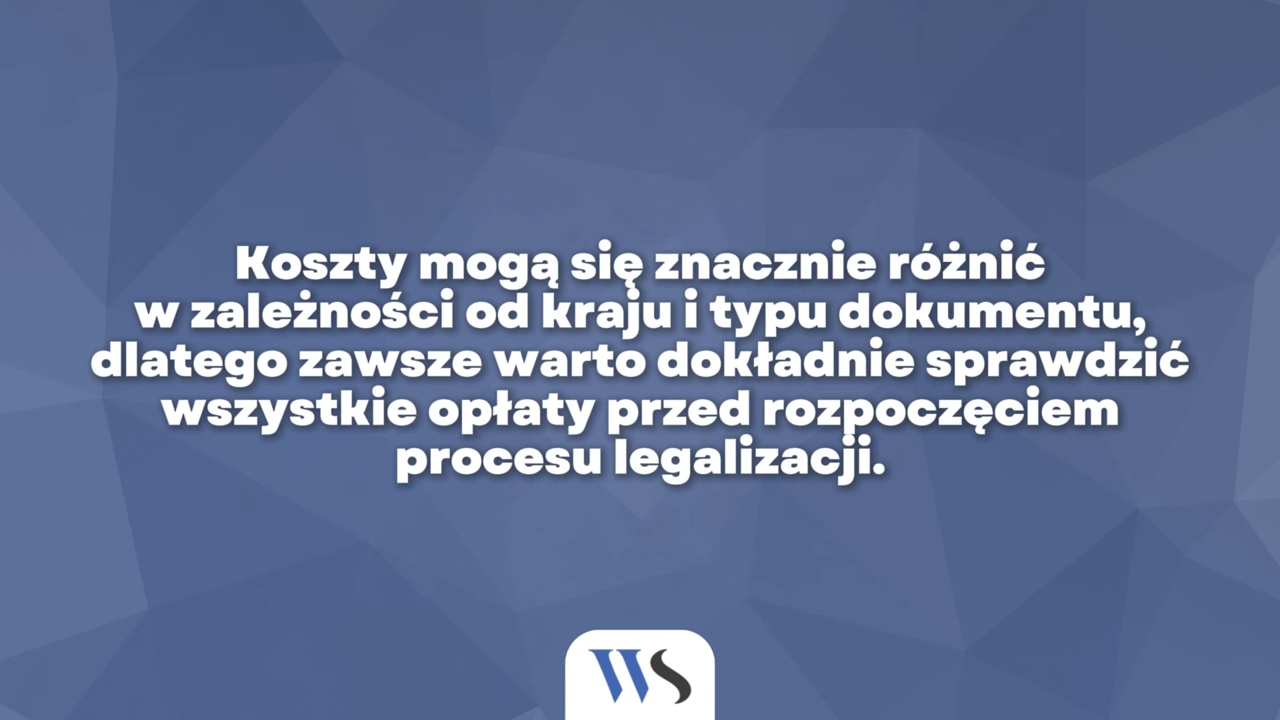 Koszty mogą się znacznie różnić
w zależności od kraju i typu dokumentu,
dlatego zawsze warto dokładnie sprawdzić
wszystkie opłaty przed rozpoczęciem
procesu legalizacji.
WS